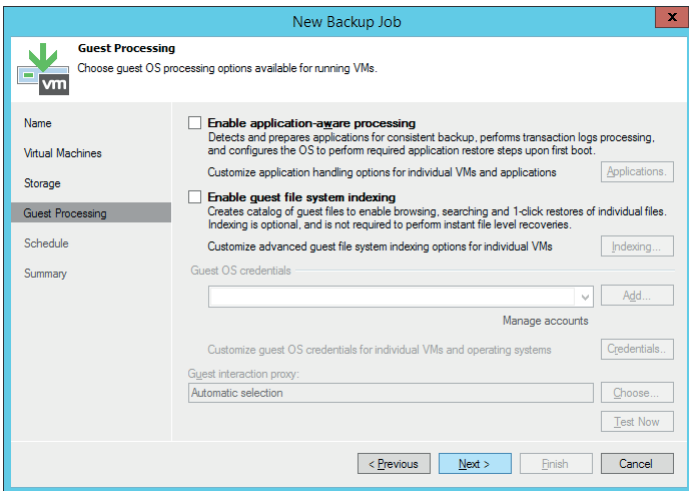 New Backup Job
x
Guest Processing
Choose guest OS processing options available for running VMs.
vm
Name
Virtual Machines
Storage
Guest Processing
Schedule
Summary
Enable application-aware processing
Detects and prepares applications for consistent backup, performs transaction logs processing,
and configures the OS to perform required application restore steps upon first boot.
Customize application handling options for individual VMs and applications
Applications.
Enable guest file system indexing
Creates catalog of guest files to enable browsing, searching and 1-click restores of individual files.
Indexing is optional, and is not required to perform instant file level recoveries.
Customize advanced guest file system indexing options for individual VMs
Indexing...
Guest OS credentials
Add...
Manage accounts
Customize guest OS credentials for individual VMs and operating systems
Credentials..
Guest interaction proxy:
Automatic selection
Choose...
Test Now
< Previous
Next >
Finish
Cancel